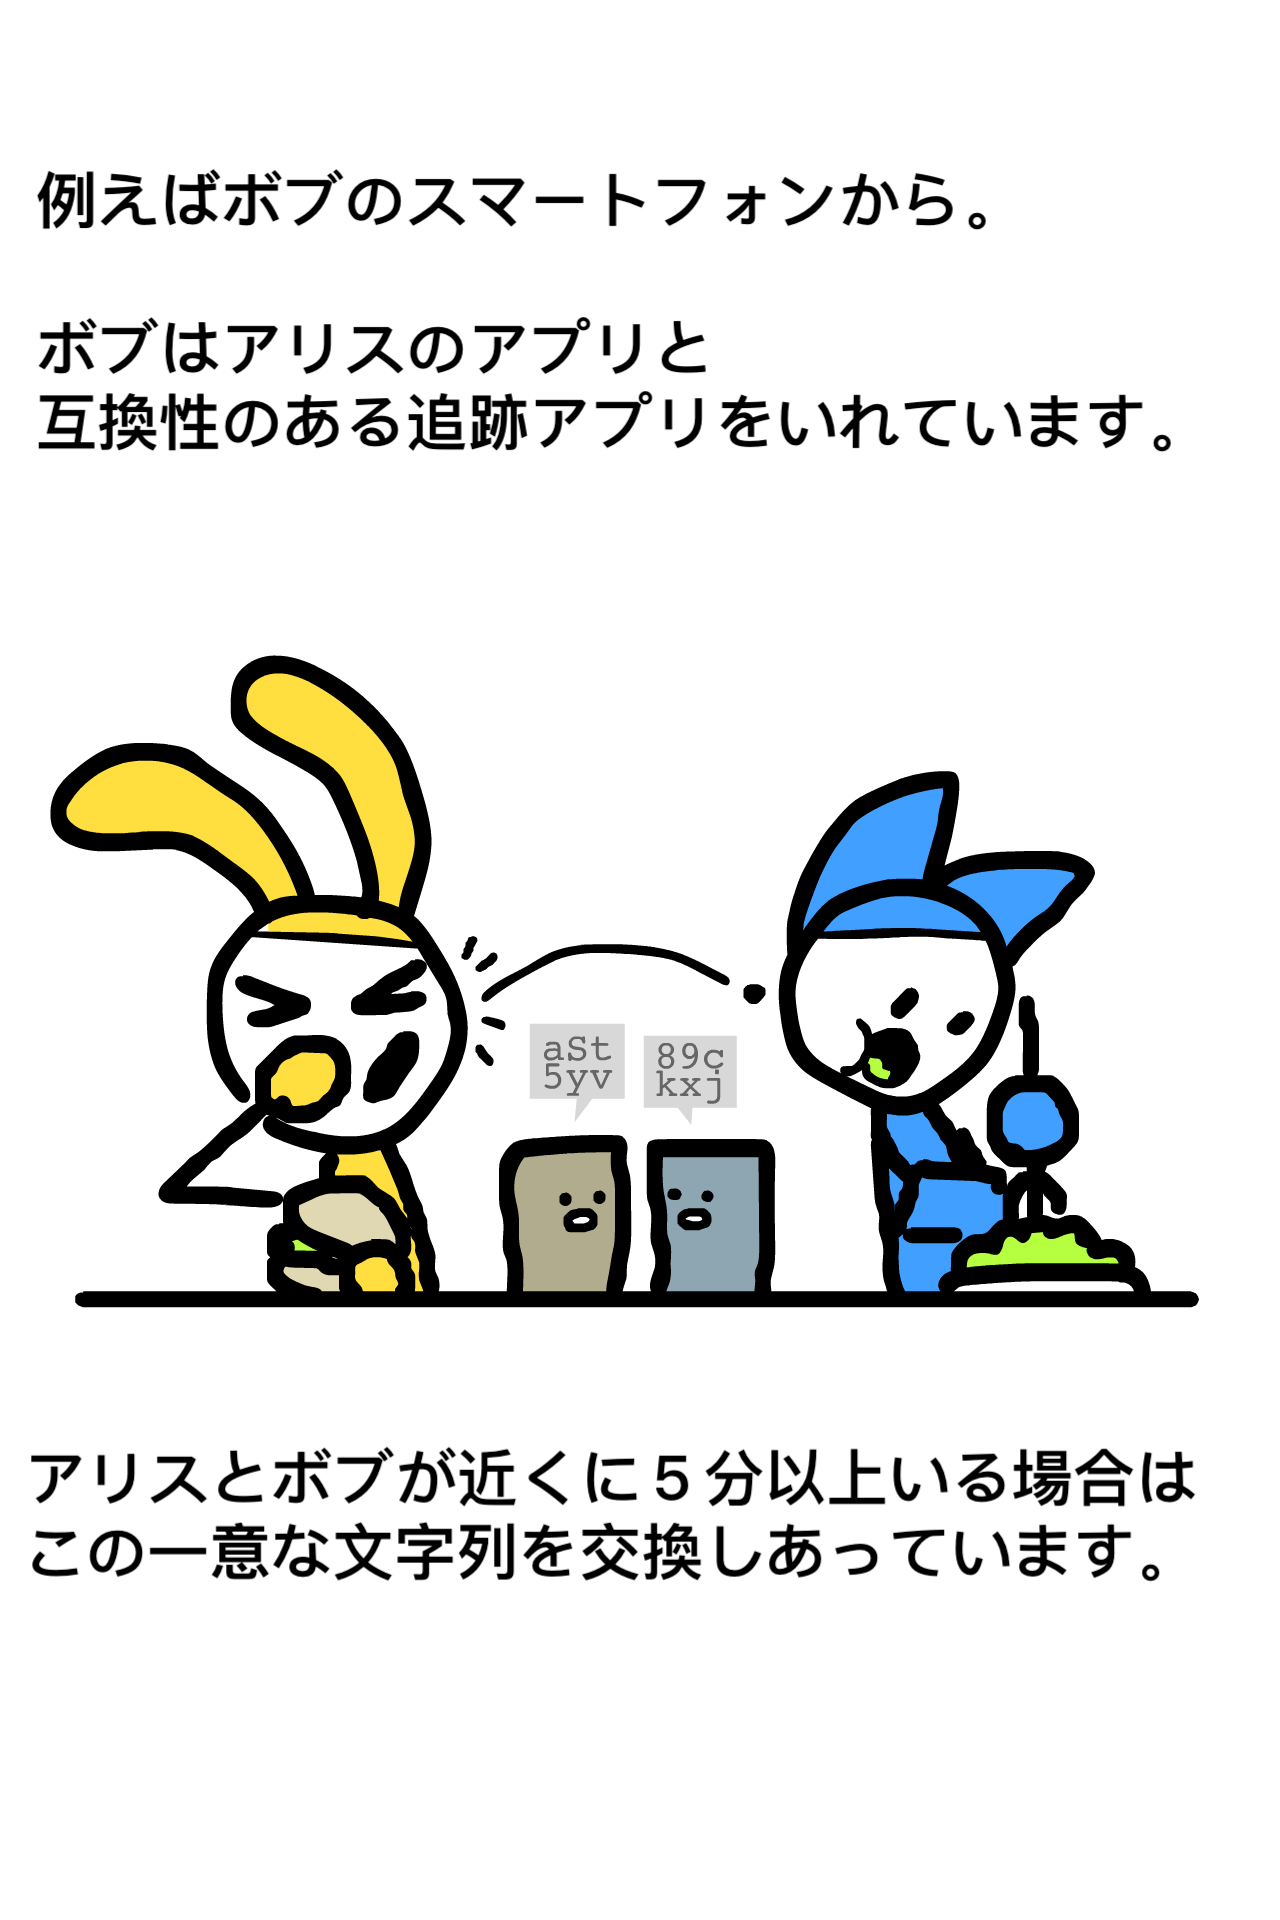 例えばボブのスマートフォンから。
ボブはアリスのアプリと
互換性のある追跡アプリをいれています。
aSt
5yv
89c
kxj
アリスとボブが近くに５分以上いる場合は
この一意な文字列を交換しあっています。